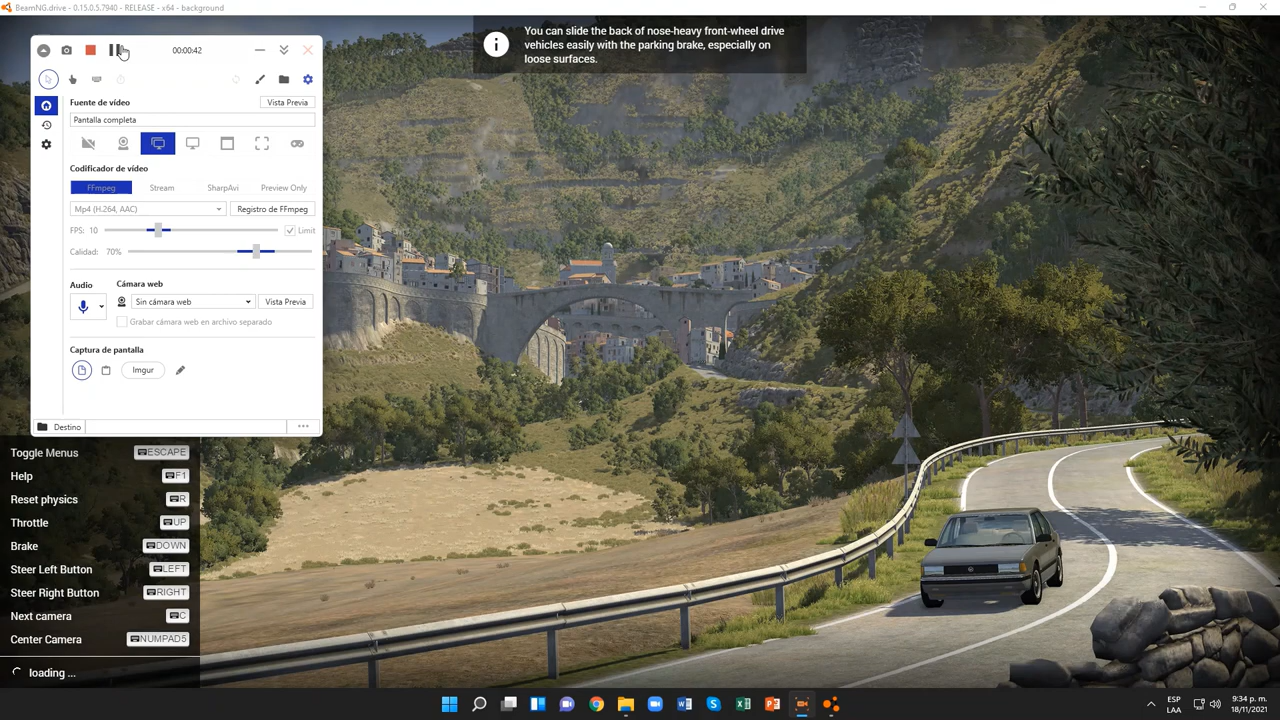 BeamNG.drive - 0.15.0.5.7940 - RELEASE - x64 - background
You can slide the back of nose-heavy front-wheel drive
vehicles easily with the parking brake, especially on
loose surfaces.
00:00:42
Fuente de vídeo
Vista Previa
Pantalla completa
Codificador de vídeo
FFmpeg
Stream
SharpAvi
Preview Only
Mp4 (H.264, AAC)
Registro de FFmpeg
FPS: 10
Limit
Calidad: 70%
Audio
Cámara web
Sin cámara web
Vista Previa
Grabar cámara web en archivo separado
Captura de pantalla
Imgur
Destino
Toggle Menus ESCAPE
Help F1
Reset physics R
Throttle UP
Brake DOWN
Steer Left Button LEFT
Steer Right Button RIGHT
Next camera C
Center Camera NUMPAD5
loading ...
ESP
LAA
9:34 p. m.
18/11/2021